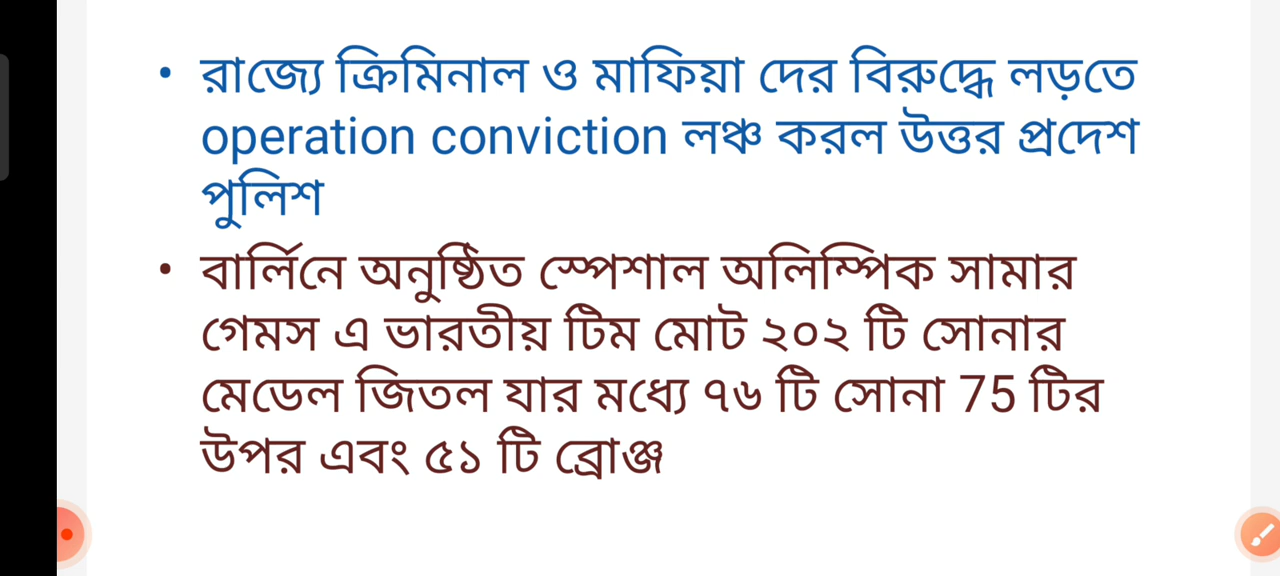 • রাজ্যে ক্রিমিনাল ও মাফিয়া দের বিরুদ্ধে লড়তে
operation conviction লঞ্চ করল উত্তর প্রদেশ
পুলিশ
• বার্লিনে অনুষ্ঠিত স্পেশাল অলিম্পিক সামার
গেমস এ ভারতীয় টিম মোট ২০২ টি সোনার
মেডেল জিতল যার মধ্যে ৭৬ টি সোনা 75 টির
উপর এবং ৫১ টি ব্রোঞ্জ